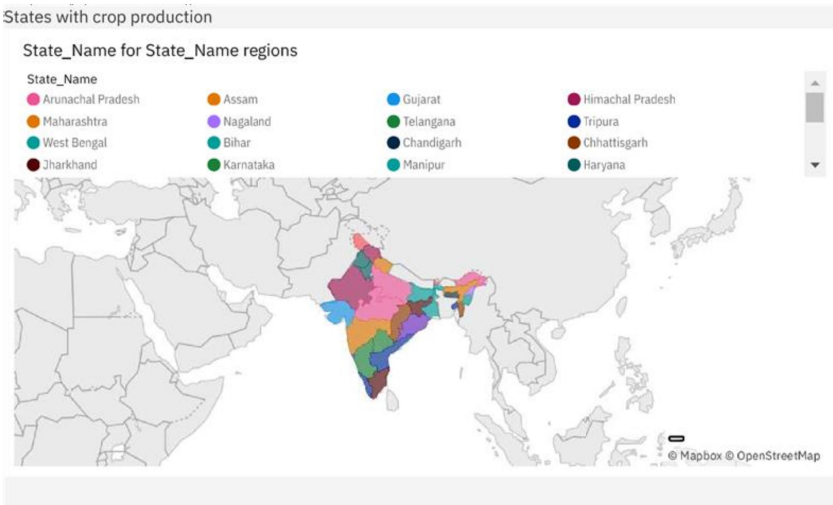 States with crop production
State_Name for State_Name regions
State_Name
Arunachal Pradesh Assam Gujarat Himachal Pradesh
Maharashtra Nagaland Telangana Tripura
West Bengal Bihar Chandigarh Chhattisgarh
Jharkhand Karnataka Manipur Haryana
© Mapbox © OpenStreetMap